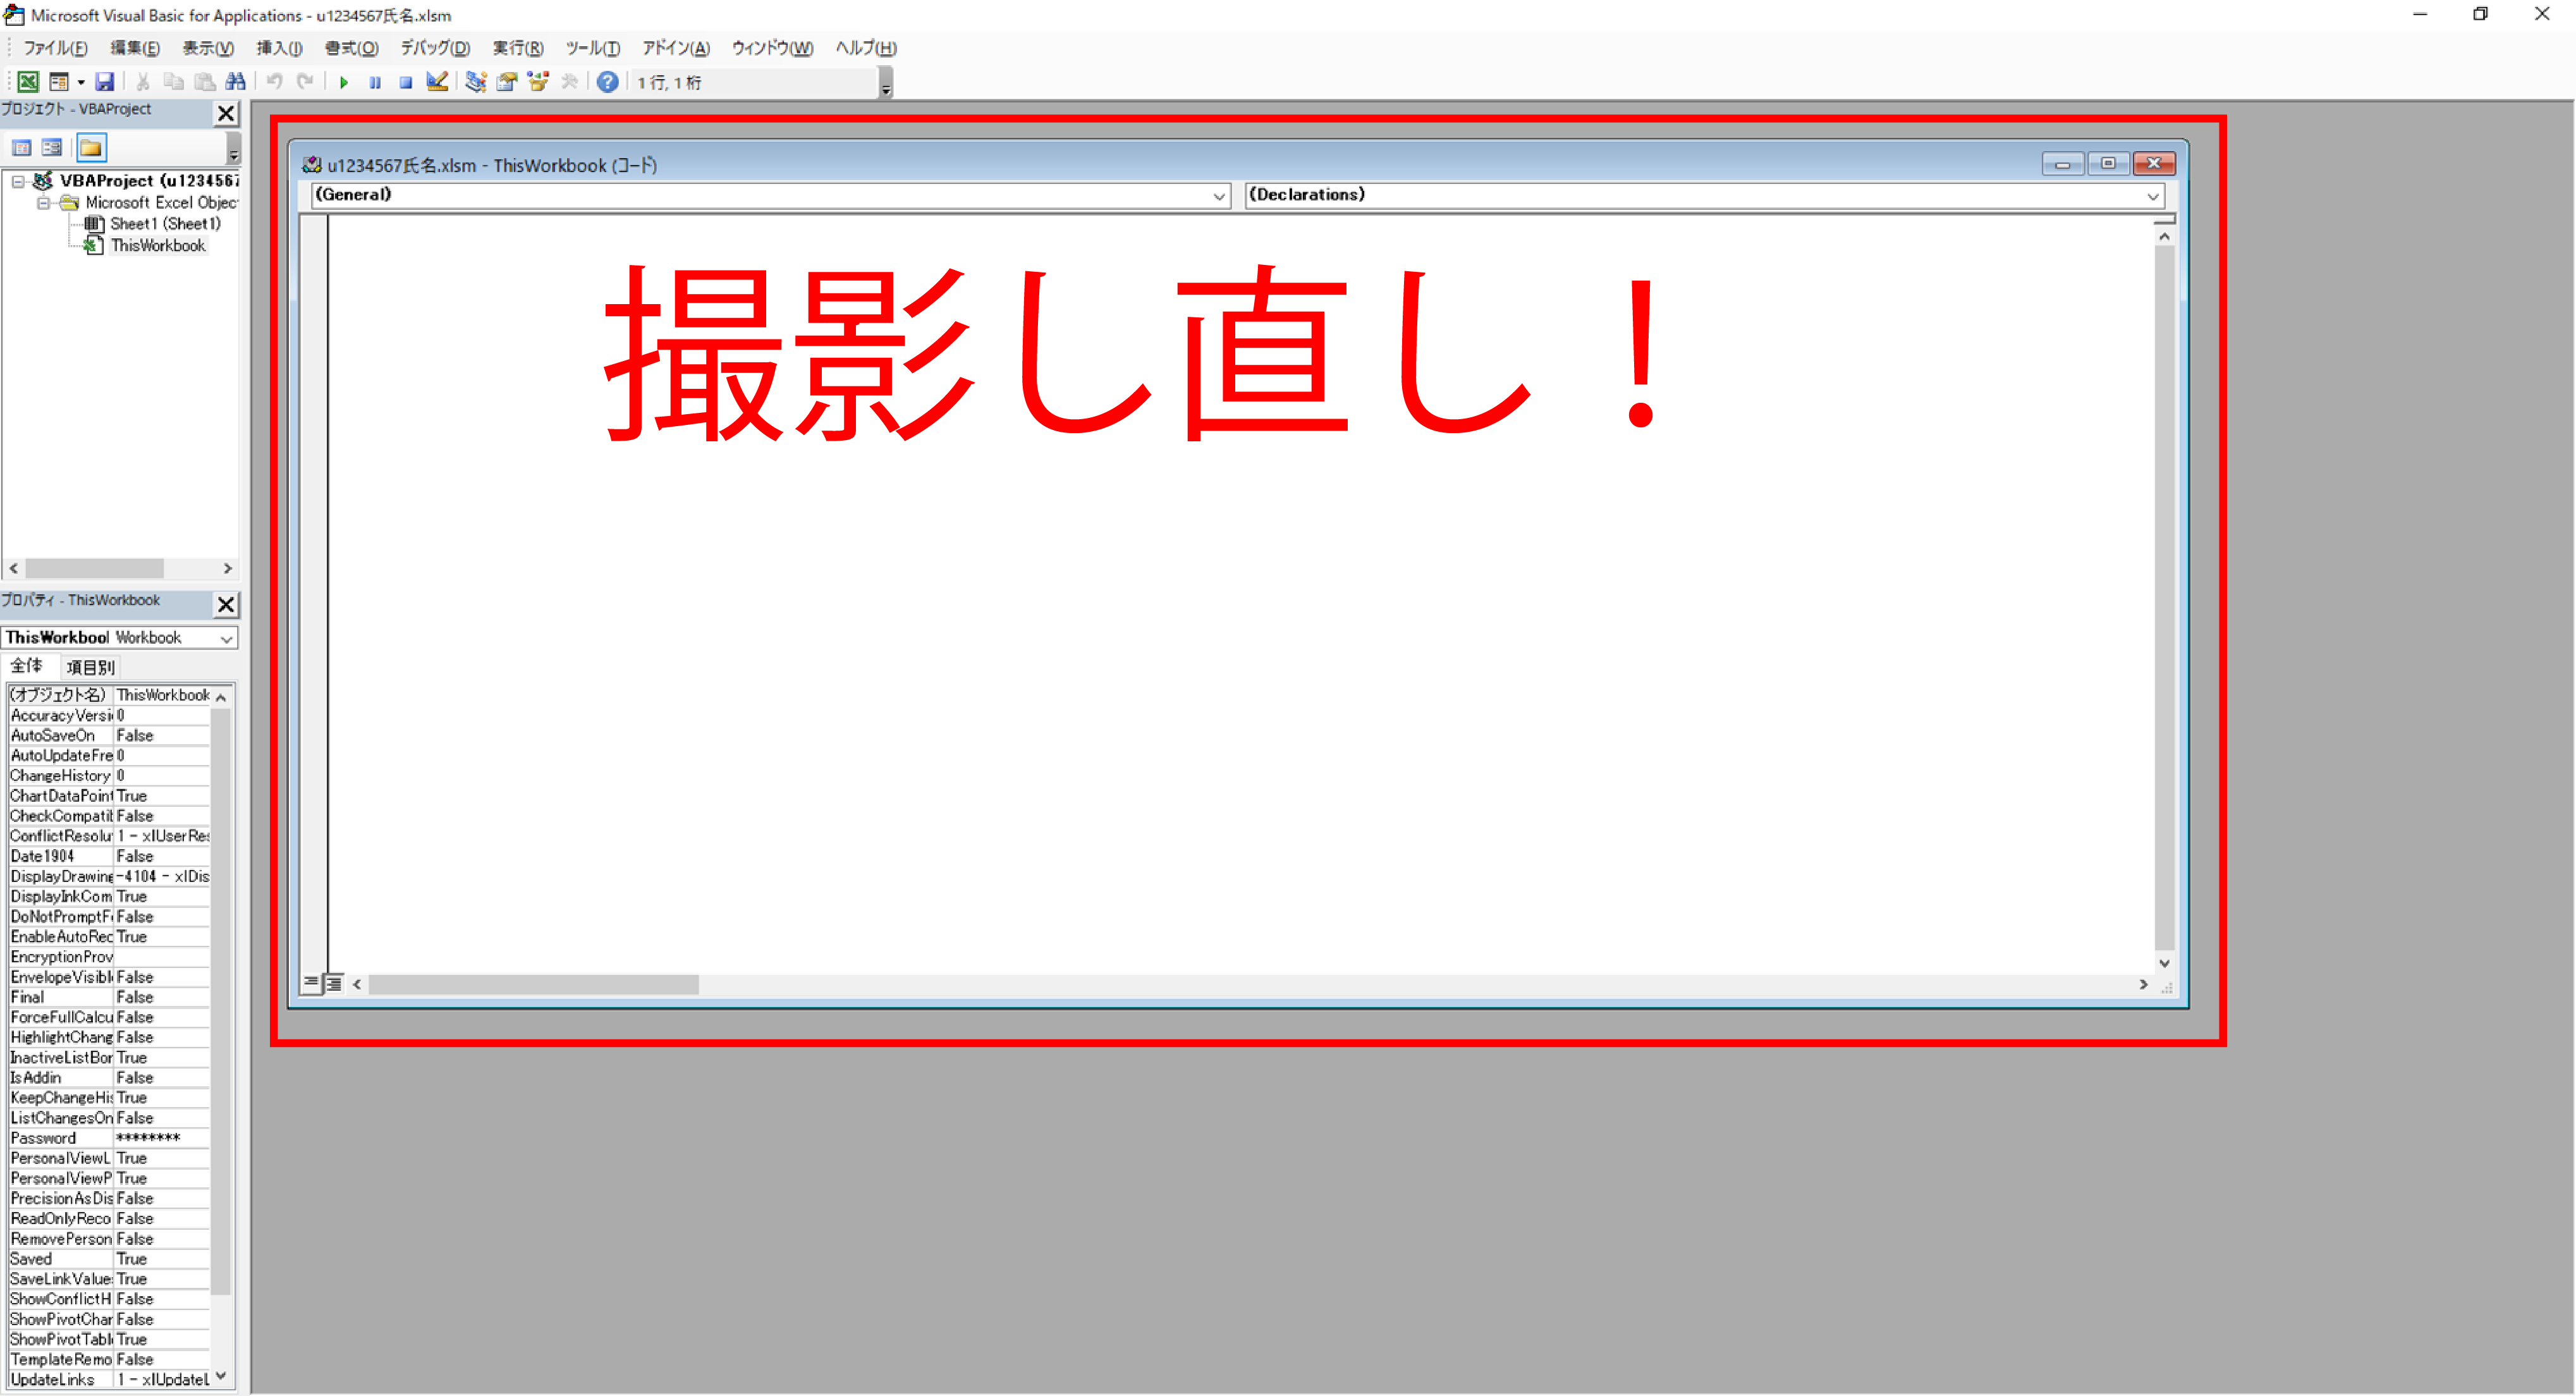 Microsoft Visual Basic for Applications - u1234567氏名.xlsm
ファイル(F) 編集(E) 表示(V) 挿入(I) 書式(O) デバッグ(D) 実行(R) ツール(T) アドイン(A) ウィンドウ(W) ヘルプ(H)
1 行, 1 桁
プロジェクト - VBAProject
VBAProject (u1234567
Microsoft Excel Objec
Sheet1 (Sheet1)
ThisWorkbook
u1234567氏名.xlsm - ThisWorkbook (コード)
(General) (Declarations)
撮影し直し！
プロパティ - ThisWorkbook
ThisWorkbool Workbook
全体 項目別
(オブジェクト名) ThisWorkbook
AccuracyVersi 0
AutoSaveOn False
AutoUpdateFre 0
ChangeHistory 0
ChartDataPoint True
CheckCompatil False
ConflictResolu 1 - xlUserRes
Date1904 False
DisplayDrawing -4104 - xlDis
DisplayInkCom True
DoNotPromptF False
EnableAutoRec True
EncryptionProv
EnvelopeVisibl False
Final False
ForceFullCalcu False
HighlightChang False
InactiveListBor True
IsAddin False
KeepChangeHis True
ListChangesOn False
Password ********
PersonalViewL True
PersonalViewP True
PrecisionAsDis False
ReadOnlyReco False
RemovePerson False
Saved True
SaveLinkValue True
ShowConflictH False
ShowPivotChar False
ShowPivotTabl True
TemplateRemo False
UpdateLinks 1 - xlUpdateL